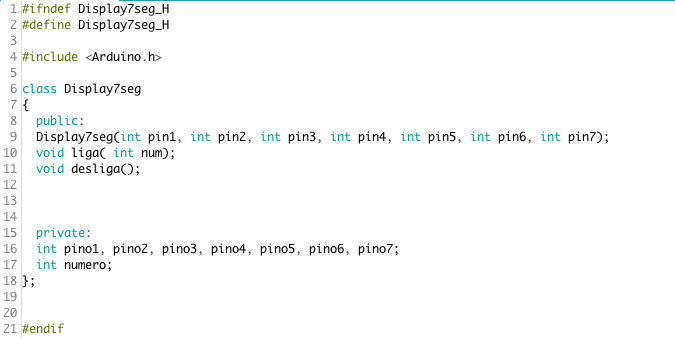 1 #ifndef Display7seg_H
2 #define Display7seg_H
3
4 #include <Arduino.h>
5
6 class Display7seg
7 {
8   public:
9   Display7seg(int pin1, int pin2, int pin3, int pin4, int pin5, int pin6, int pin7);
10   void liga( int num);
11   void desliga();
12
13
14
15   private:
16   int pino1, pino2, pino3, pino4, pino5, pino6, pino7;
17   int numero;
18 };
19
20
21 #endif